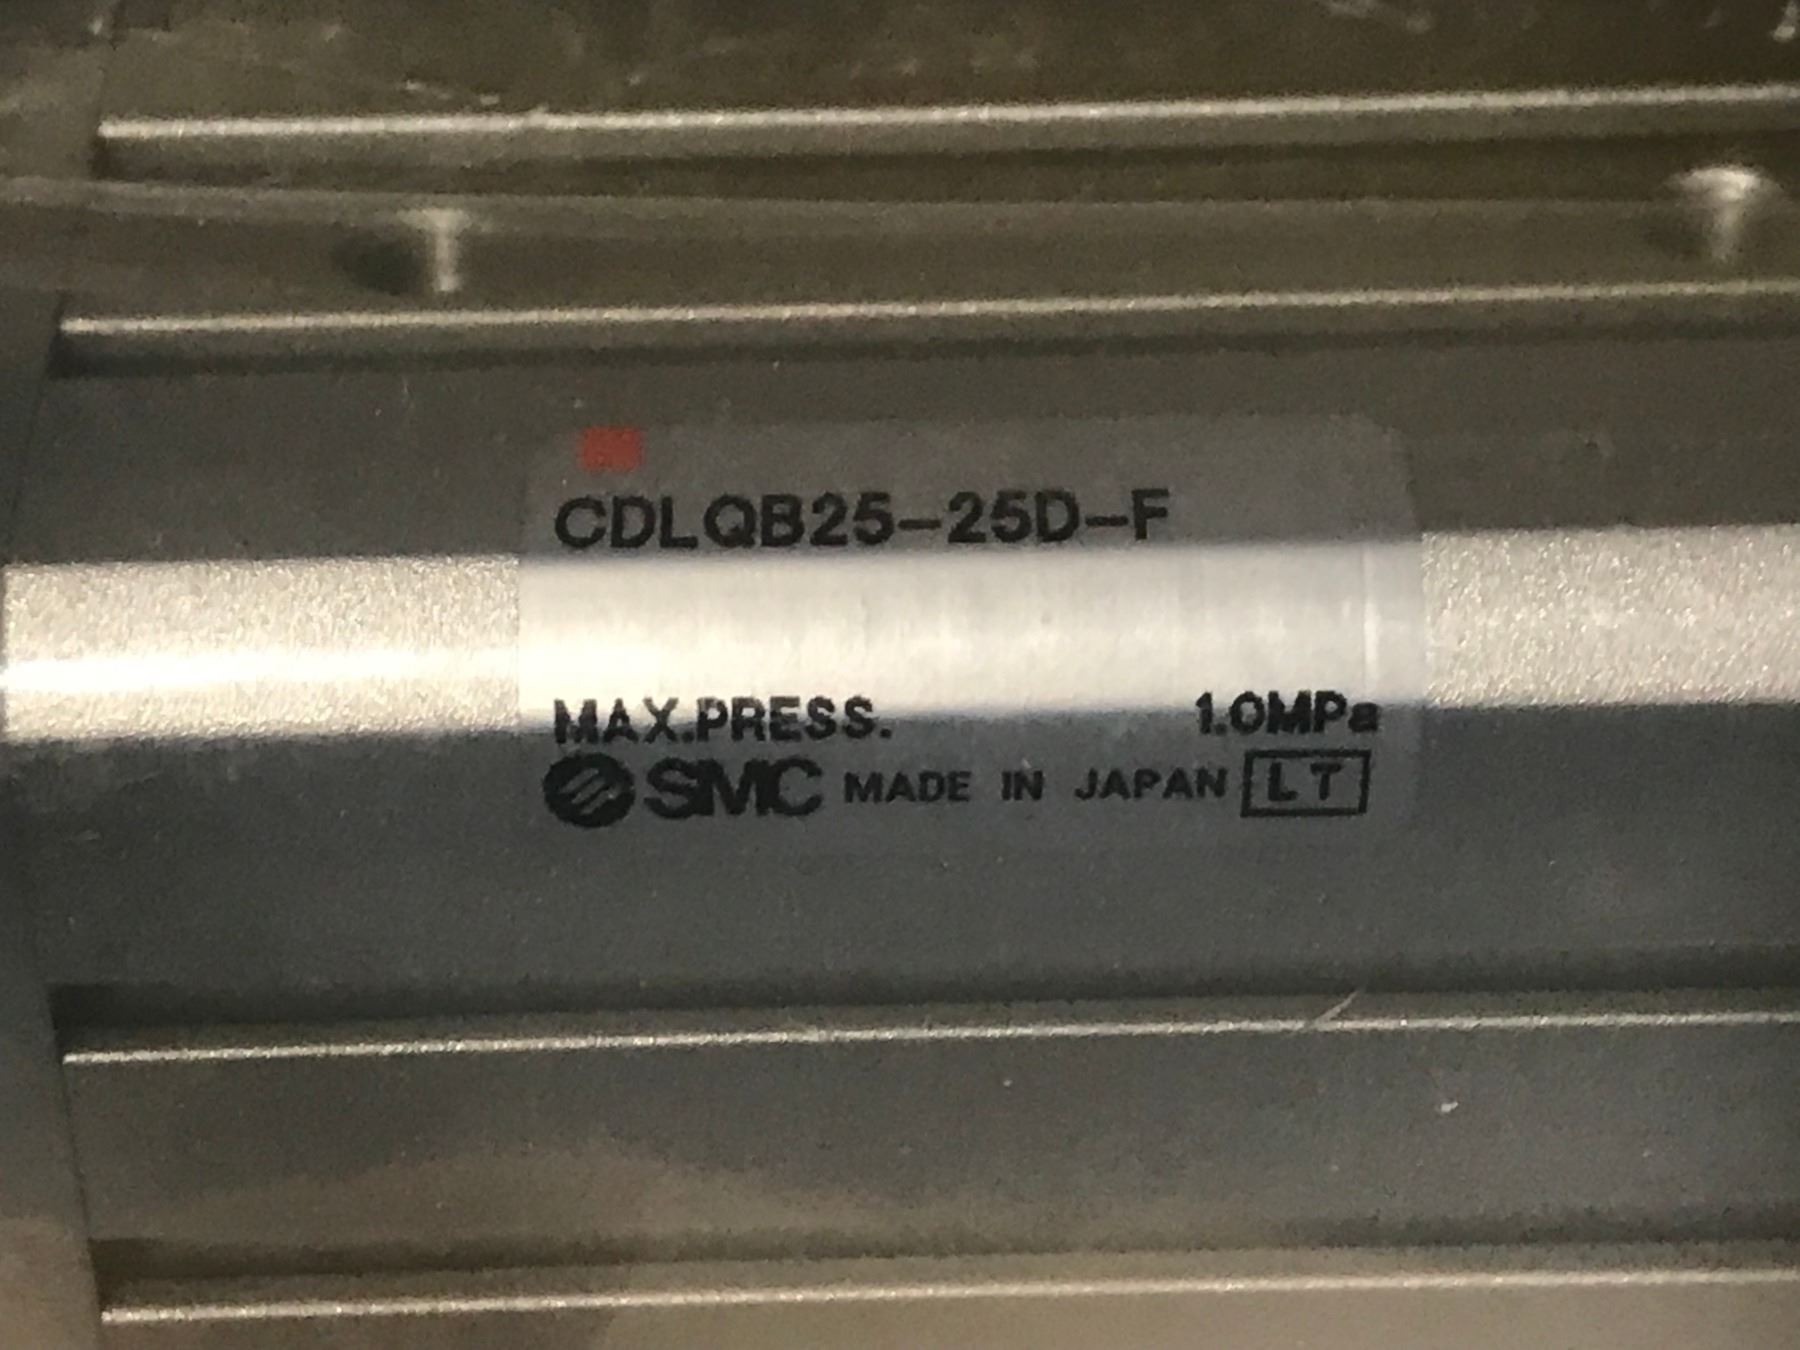 CDLQB25-25D-F
MAX.PRESS. 1.0MPa
SMC MADE IN JAPAN LT